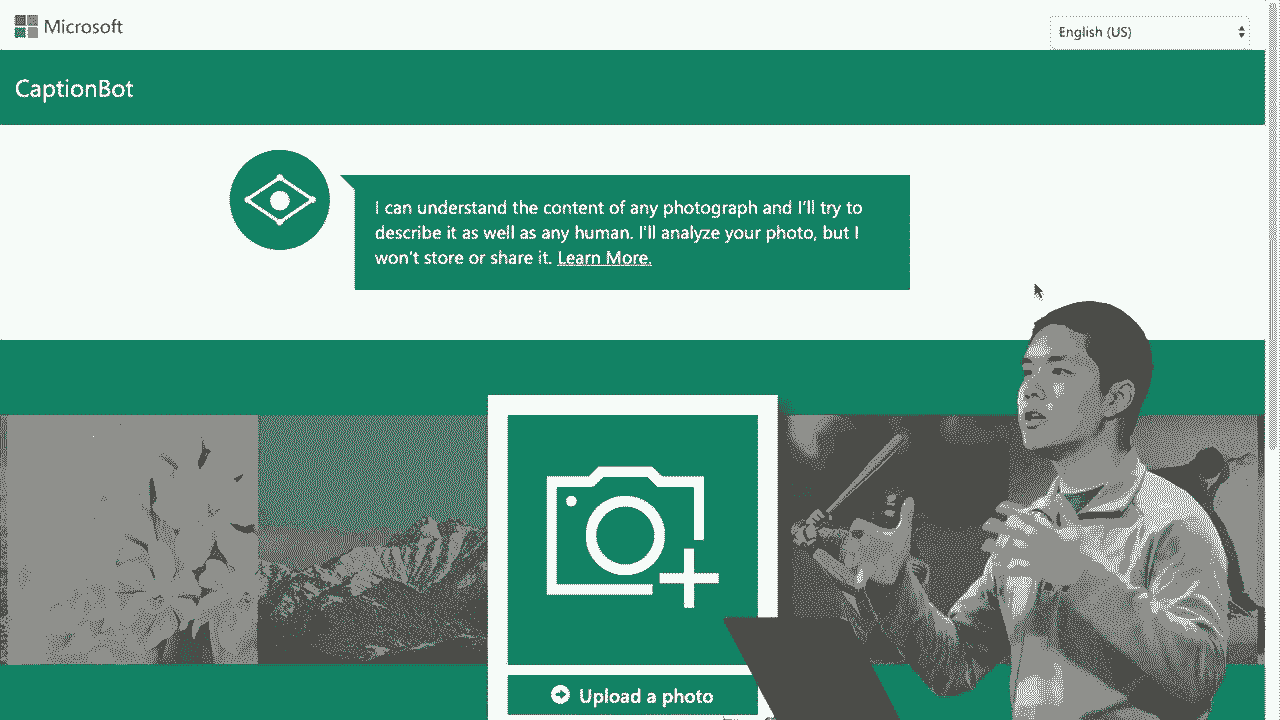 Microsoft
English (US)
CaptionBot
I can understand the content of any photograph and I'll try to
describe it as well as any human. I'll analyze your photo, but I
won't store or share it. Learn More.
Upload a photo